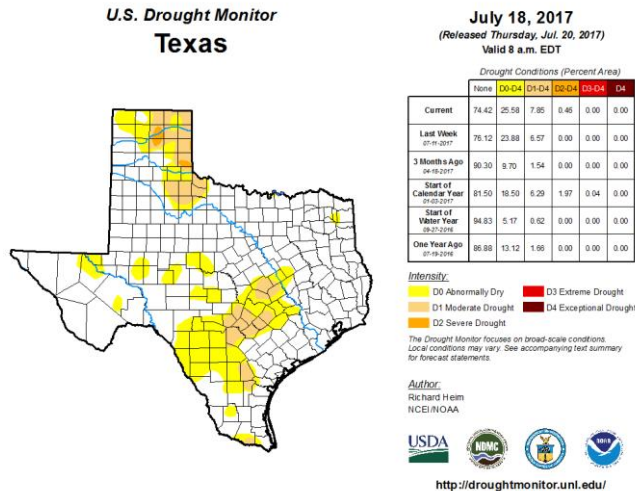 U.S. Drought Monitor
Texas
July 18, 2017
(Released Thursday, Jul. 20, 2017)
Valid 8 a.m. EDT
Drought Conditions (Percent Area)
None D0-D4 D1-D4 D2-D4 D3-D4 D4
Current 74.42 25.58 7.85 0.46 0.00 0.00
Last Week 07-11-2017 76.12 23.88 6.57 0.00 0.00 0.00
3 Months Ago 04-18-2017 90.30 9.70 1.54 0.00 0.00 0.00
Start of Calendar Year 01-03-2017 81.50 18.50 6.29 1.97 0.04 0.00
Start of Water Year 09-27-2016 94.83 5.17 0.62 0.00 0.00 0.00
One Year Ago 07-19-2016 86.88 13.12 1.66 0.00 0.00 0.00
Intensity:
D0 Abnormally Dry D3 Extreme Drought
D1 Moderate Drought D4 Exceptional Drought
D2 Severe Drought
The Drought Monitor focuses on broad-scale conditions.
Local conditions may vary. See accompanying text summary
for forecast statements.
Author:
Richard Heim
NCEI/NOAA
USDA NDMC
http://droughtmonitor.unl.edu/